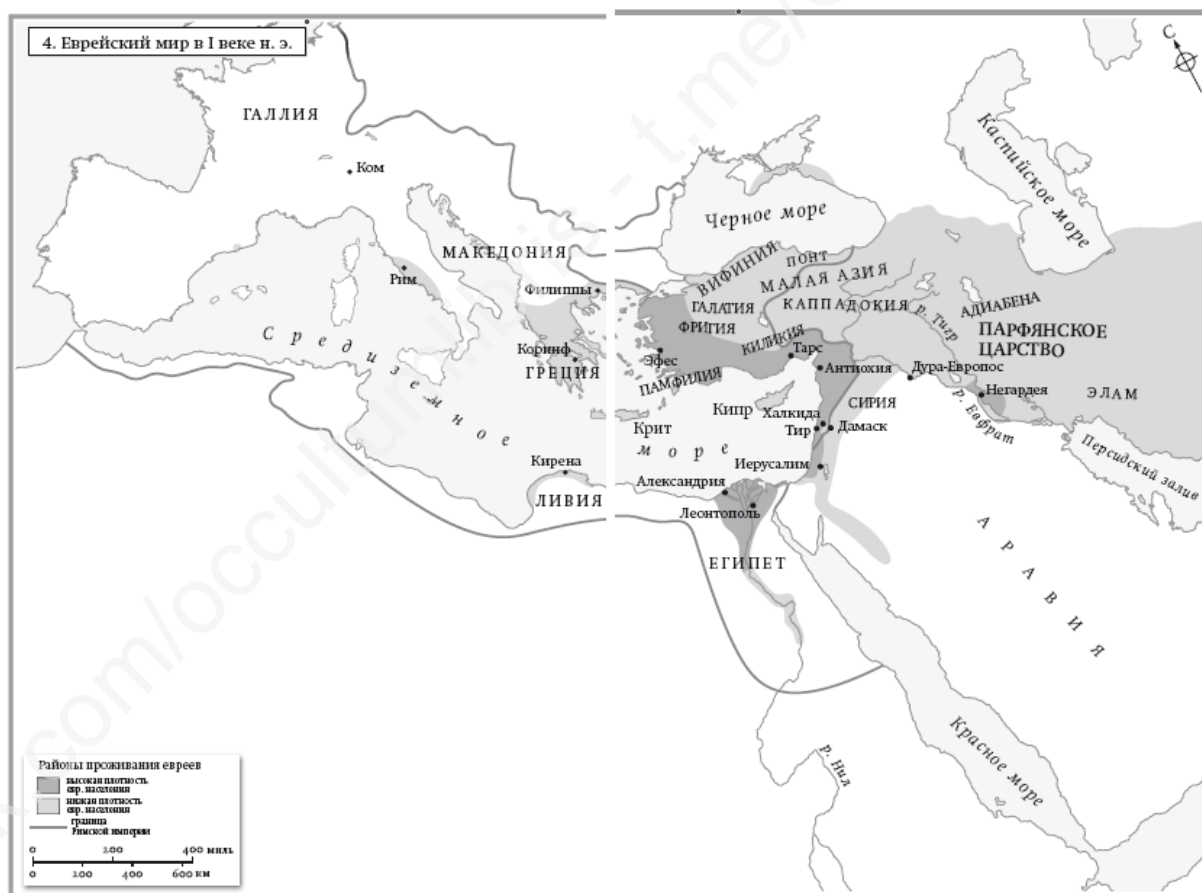 4. Еврейский мир в I веке н. э.
С
ГАЛЛИЯ
Ком
Каспийское море
Черное море
МАКЕДОНИЯ
Рим
Филиппы
ВИФИНИЯ
ПОНТ
МАЛАЯ АЗИЯ
ГАЛАТИЯ
КАППАДОКИЯ
ФРИГИЯ
р. Тигр
АДИАБЕНА
ПАРФЯНСКОЕ
ЦАРСТВО
Средиземное
море
Коринф
ГРЕЦИЯ
Эфес
КИЛИКИЯ
Тарс
Антиохия
Дура-Европос
Негардея
ЭЛАМ
ПАМФИЛИЯ
Кипр
Халкида
СИРИЯ
р. Евфрат
Крит
Тир
Дамаск
Персидский залив
Кирена
Иерусалим
Александрия
ЛИВИЯ
Леонтополь
АРАВИЯ
ЕГИПЕТ
р. Нил
Красное море
Районы проживания евреев
высокая плотность
евр. населения
низкая плотность
евр. населения
граница
Римской империи
0 200 400 миль
0 200 400 600 км
com/occultumlibris - t.me/